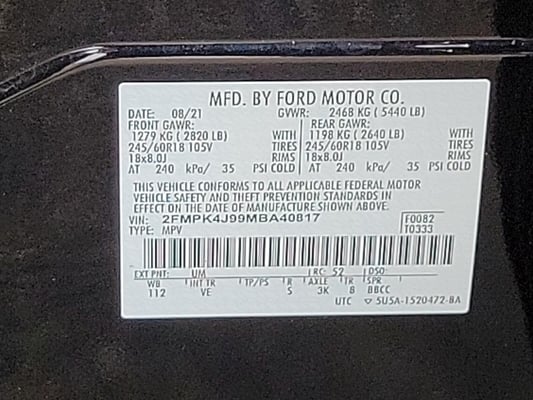 MFD. BY FORD MOTOR CO.
DATE: 08/21 GVWR: 2468 KG ( 5440 LB)
FRONT GAWR: REAR GAWR:
1279 KG ( 2820 LB) WITH 1198 KG ( 2640 LB) WITH
245/60R18 105V TIRES 245/60R18 105V TIRES
18x8.0J RIMS 18x8.0J RIMS
AT 240 kPa/ 35 PSI COLD AT 240 kPa/ 35 PSI COLD
THIS VEHICLE CONFORMS TO ALL APPLICABLE FEDERAL MOTOR
VEHICLE SAFETY AND THEFT PREVENTION STANDARDS IN
EFFECT ON THE DATE OF MANUFACTURE SHOWN ABOVE.
VIN: 2FMPK4J99MBA40817 F0082
TYPE: MPV T0333
EXT PNT: UM RC: 52 DSO:
WB INT TR TP/PS R AXLE TR SPR
112 VE S 3K 8 BBCC
UTC ▽ 5U5A-1520472-BA